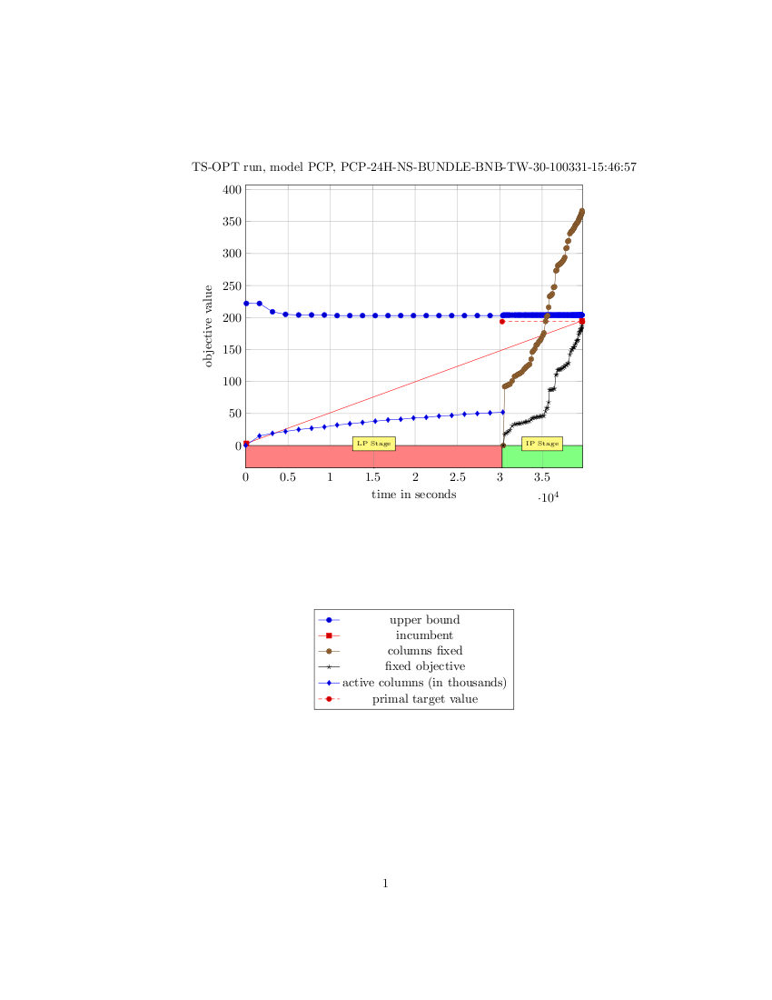 TS-OPT run, model PCP, PCP-24H-NS-BUNDLE-BNB-TW-30-100331-15:46:57
400
350
300
250
200
150
100
50
0
objective value
LP Stage
IP Stage
0 0.5 1 1.5 2 2.5 3 3.5
time in seconds
·10^4
upper bound
incumbent
columns fixed
fixed objective
active columns (in thousands)
primal target value
1